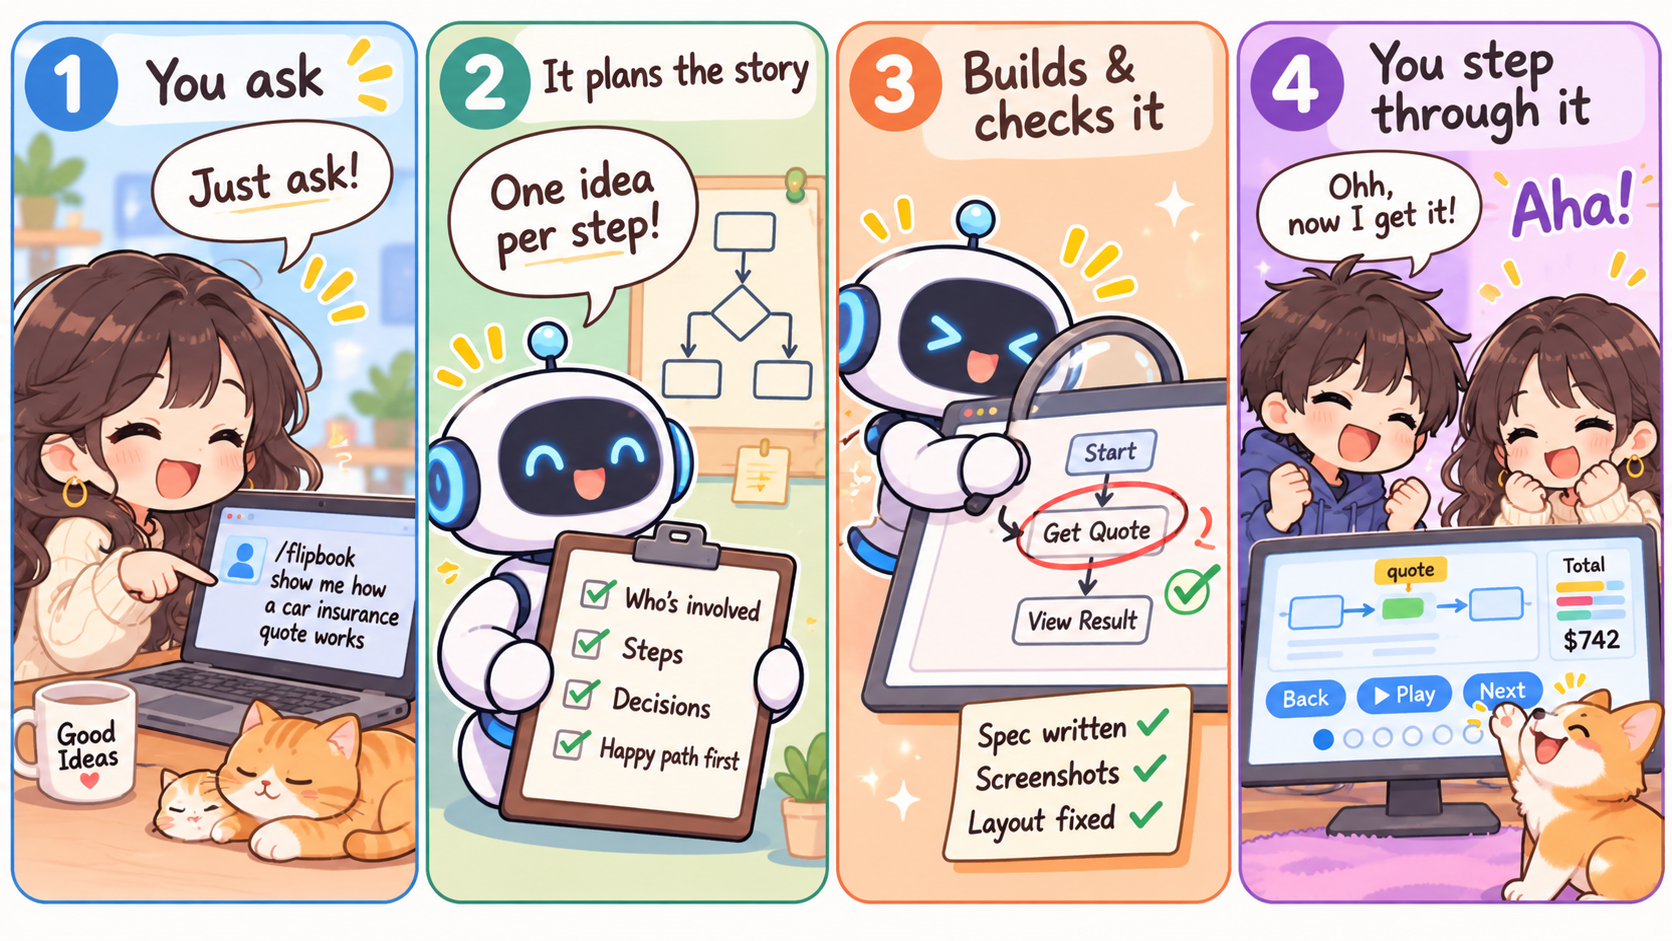 1
You ask
Just ask!
/flipbook
show me how
a car insurance
quote works
Good
Ideas
2
It plans the story
One idea
per step!
Who's involved
Steps
Decisions
Happy path first
3
Builds &
checks it
Start
Get Quote
View Result
Spec written
Screenshots
Layout fixed
4
You step
through it
Ohh,
now I get it!
Aha!
quote
Total
$742
Back
Play
Next